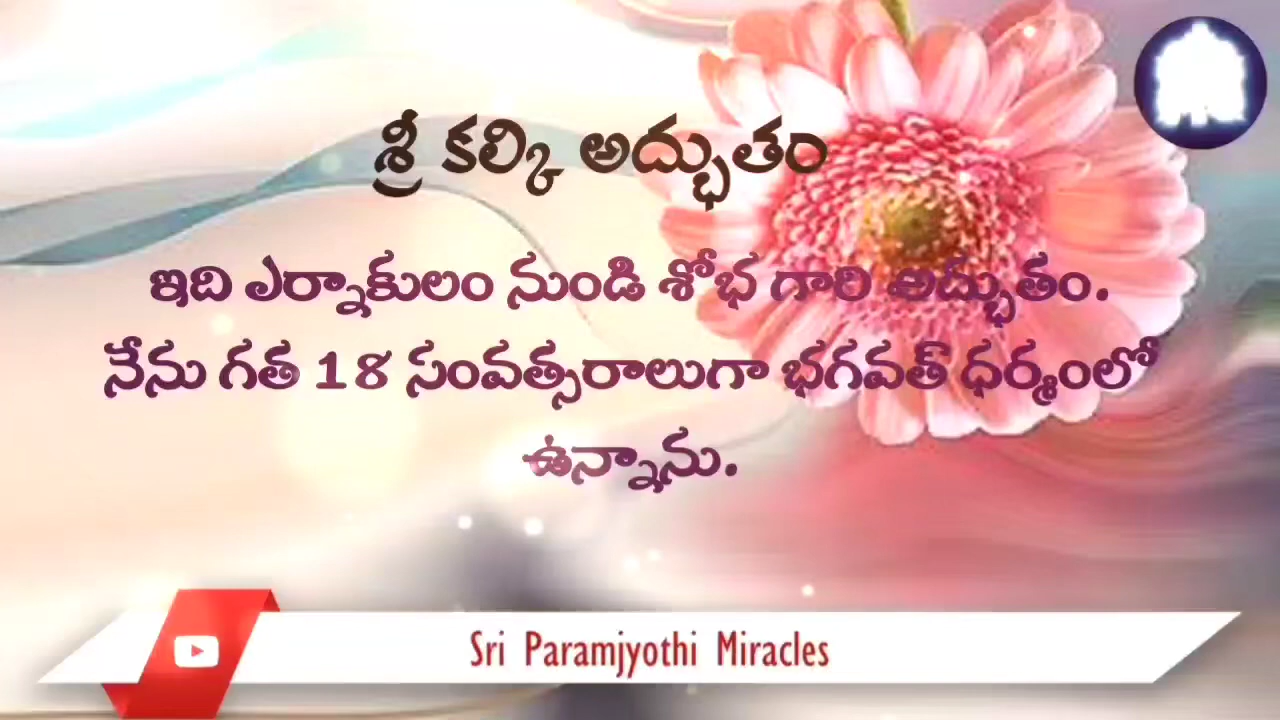 శ్రీ కల్కి అద్భుతం
ఇది ఎర్నాకులం నుండి శోభ గారి అద్భుతం.
నేను గత 18 సంవత్సరాలుగా భగవత్ ధర్మంలో
ఉన్నాను.
Sri Paramjyothi Miracles